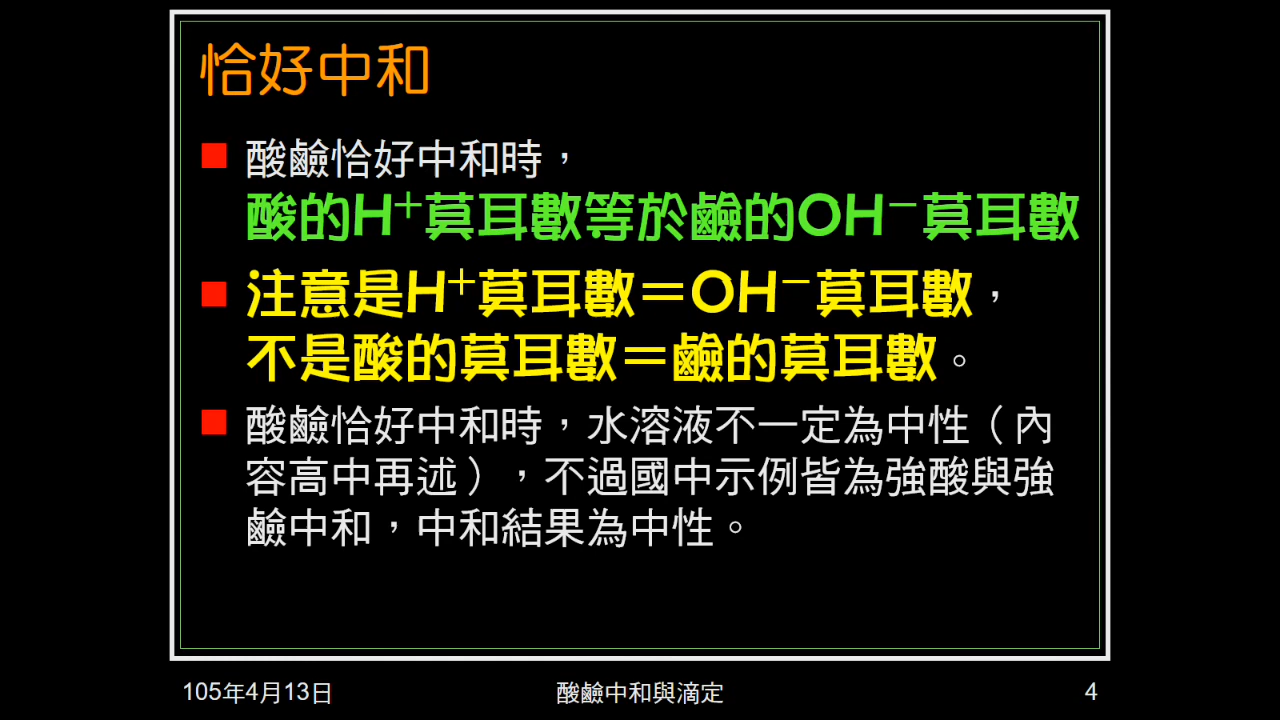 恰好中和
酸鹼恰好中和時，
酸的H⁺莫耳數等於鹼的OH⁻莫耳數
注意是H⁺莫耳數＝OH⁻莫耳數，
不是酸的莫耳數＝鹼的莫耳數。
酸鹼恰好中和時，水溶液不一定為中性（內
容高中再述），不過國中示例皆為強酸與強
鹼中和，中和結果為中性。
105年4月13日
酸鹼中和與滴定
4